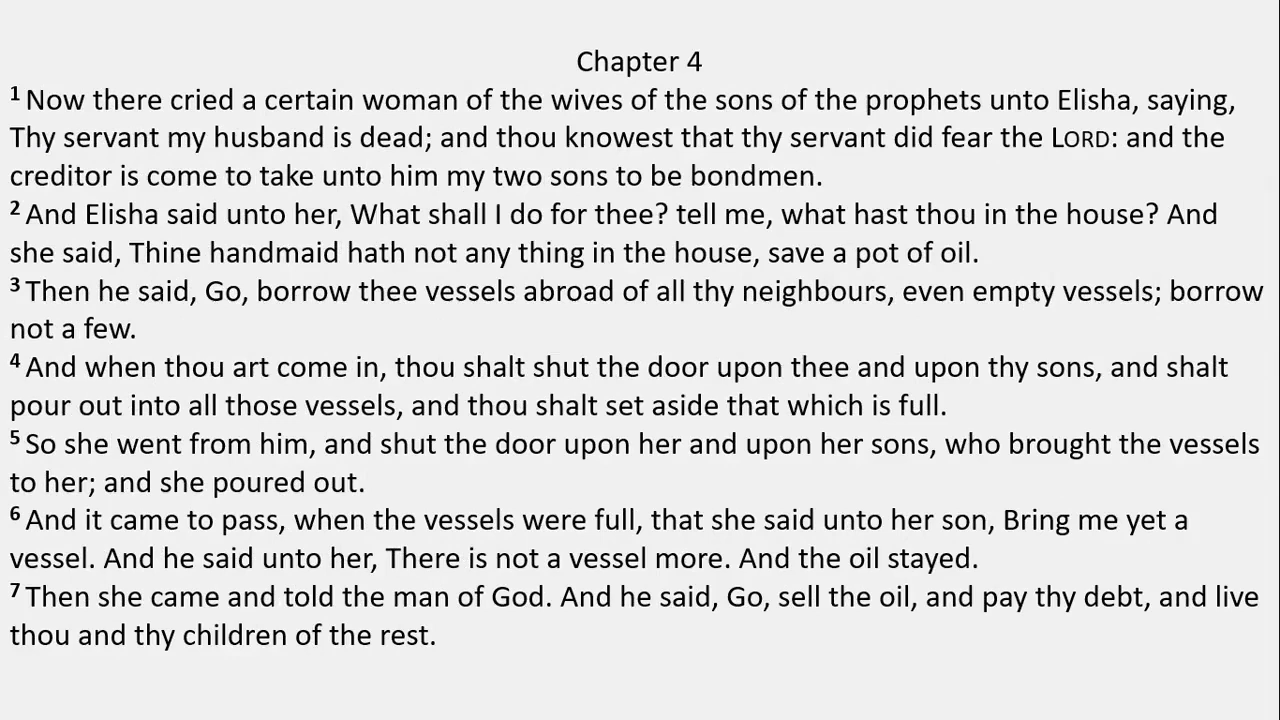 Chapter 4
1 Now there cried a certain woman of the wives of the sons of the prophets unto Elisha, saying,
Thy servant my husband is dead; and thou knowest that thy servant did fear the LORD: and the
creditor is come to take unto him my two sons to be bondmen.
2 And Elisha said unto her, What shall I do for thee? tell me, what hast thou in the house? And
she said, Thine handmaid hath not any thing in the house, save a pot of oil.
3 Then he said, Go, borrow thee vessels abroad of all thy neighbours, even empty vessels; borrow
not a few.
4 And when thou art come in, thou shalt shut the door upon thee and upon thy sons, and shalt
pour out into all those vessels, and thou shalt set aside that which is full.
5 So she went from him, and shut the door upon her and upon her sons, who brought the vessels
to her; and she poured out.
6 And it came to pass, when the vessels were full, that she said unto her son, Bring me yet a
vessel. And he said unto her, There is not a vessel more. And the oil stayed.
7 Then she came and told the man of God. And he said, Go, sell the oil, and pay thy debt, and live
thou and thy children of the rest.